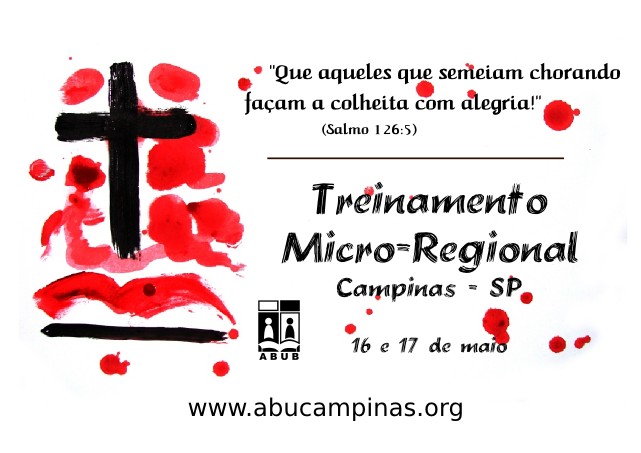 "Que aqueles que semeiam chorando
façam a colheita com alegria!"
(Salmo 126:5)
Treinamento
Micro-Regional
Campinas - SP
ABUB
16 e 17 de maio
www.abucampinas.org